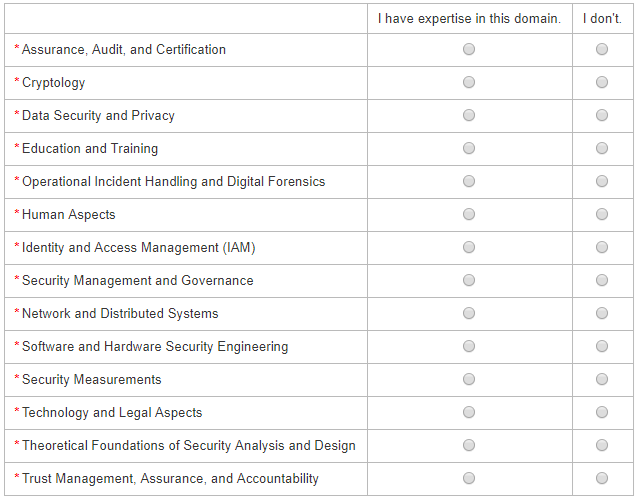 I have expertise in this domain. I don't.
* Assurance, Audit, and Certification
* Cryptology
* Data Security and Privacy
* Education and Training
* Operational Incident Handling and Digital Forensics
* Human Aspects
* Identity and Access Management (IAM)
* Security Management and Governance
* Network and Distributed Systems
* Software and Hardware Security Engineering
* Security Measurements
* Technology and Legal Aspects
* Theoretical Foundations of Security Analysis and Design
* Trust Management, Assurance, and Accountability